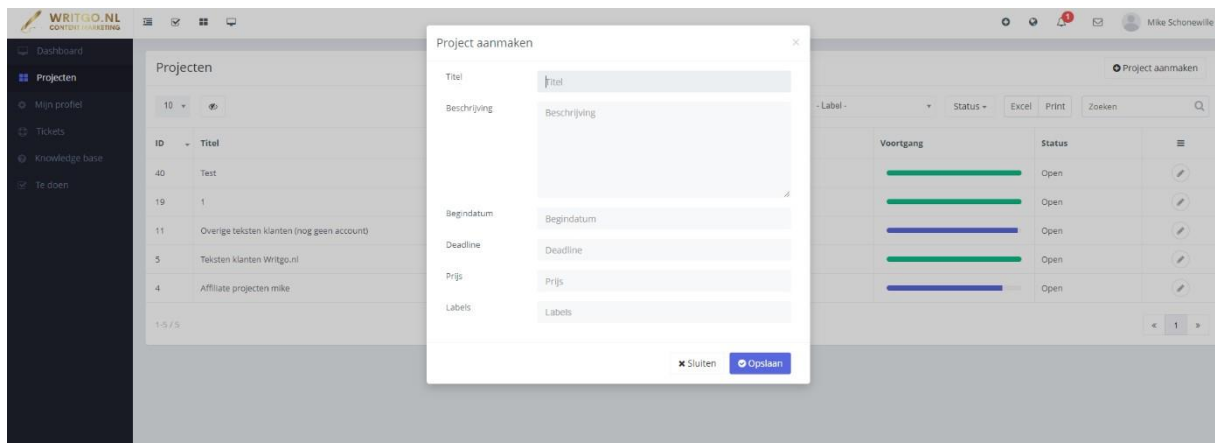 WRITGO.NL
CONTENT MARKETING
1
Mike Schonewille
Dashboard
Projecten
Mijn profiel
Tickets
Knowledge base
Te doen
Projecten
Project aanmaken
10
- Label -
Status
Excel
Print
Zoeken
ID
Titel
Voortgang
Status
40
Test
Open
19
1
Open
11
Overige teksten klanten (nog geen account)
Open
5
Teksten klanten Writgo.nl
Open
4
Affiliate projecten mike
Open
1-5 / 5
«
1
»
Project aanmaken
×
Titel
Titel
Beschrijving
Beschrijving
Begindatum
Begindatum
Deadline
Deadline
Prijs
Prijs
Labels
Labels
Sluiten
Opslaan